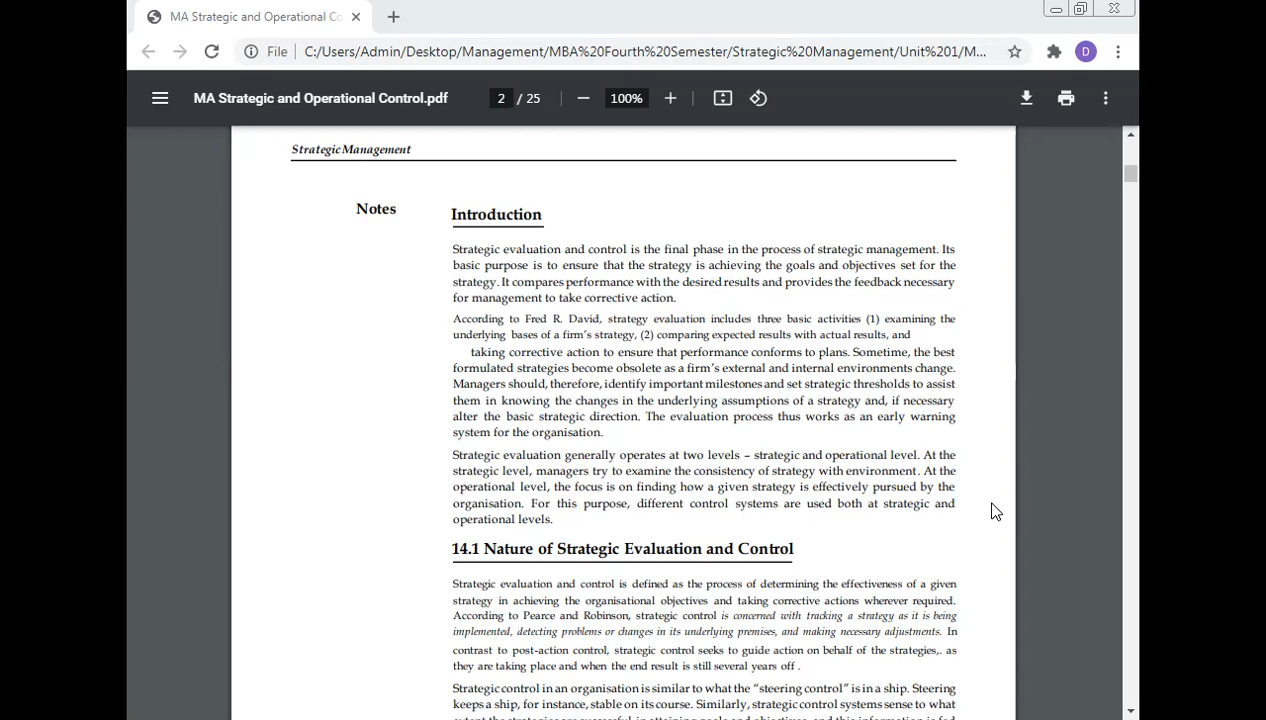 MA Strategic and Operational Co
File
C:/Users/Admin/Desktop/Management/MBA%20Fourth%20Semester/Strategic%20Management/Unit%201/M...
D
MA Strategic and Operational Control.pdf
2 / 25
100%
Strategic Management
Notes
Introduction
Strategic evaluation and control is the final phase in the process of strategic management. Its
basic purpose is to ensure that the strategy is achieving the goals and objectives set for the
strategy. It compares performance with the desired results and provides the feedback necessary
for management to take corrective action.
According to Fred R. David, strategy evaluation includes three basic activities (1) examining the
underlying bases of a firm's strategy, (2) comparing expected results with actual results, and
taking corrective action to ensure that performance conforms to plans. Sometime, the best
formulated strategies become obsolete as a firm's external and internal environments change.
Managers should, therefore, identify important milestones and set strategic thresholds to assist
them in knowing the changes in the underlying assumptions of a strategy and, if necessary
alter the basic strategic direction. The evaluation process thus works as an early warning
system for the organisation.
Strategic evaluation generally operates at two levels – strategic and operational level. At the
strategic level, managers try to examine the consistency of strategy with environment. At the
operational level, the focus is on finding how a given strategy is effectively pursued by the
organisation. For this purpose, different control systems are used both at strategic and
operational levels.
14.1 Nature of Strategic Evaluation and Control
Strategic evaluation and control is defined as the process of determining the effectiveness of a given
strategy in achieving the organisational objectives and taking corrective actions wherever required.
According to Pearce and Robinson, strategic control is concerned with tracking a strategy as it is being
implemented, detecting problems or changes in its underlying premises, and making necessary adjustments. In
contrast to post-action control, strategic control seeks to guide action on behalf of the strategies,. as
they are taking place and when the end result is still several years off .
Strategic control in an organisation is similar to what the "steering control" is in a ship. Steering
keeps a ship, for instance, stable on its course. Similarly, strategic control systems sense to what
extent the strategies are successful in attaining goals and objectives, and this information is fed